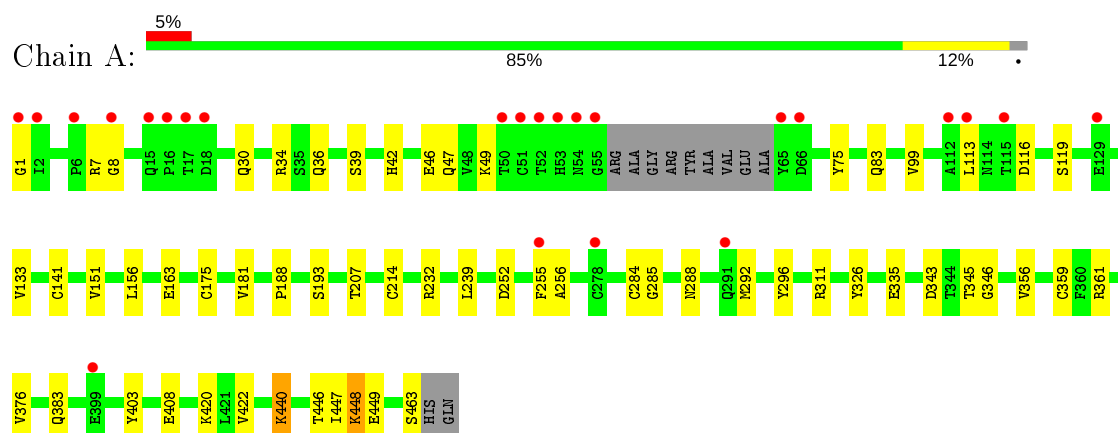 5%
Chain A:
85% 12% •
G1 I2 P6 R7 G8 Q15 P16 T17 D18 Q30 R34 S35 Q36 S39 H42 E46 Q47 V48 K49 T50 C51 T52 H53 N54 G55 ARG ALA GLY ARG TYR ALA VAL GLU ALA Y65 D66 Y75 Q83 V99 A112 L113 N114 T115 D116 S119 E129
V133 C141 V151 L156 E163 C175 V181 P188 S193 T207 C214 R232 L239 D252 F255 A256 C278 C284 G285 N288 Q291 M292 Y296 R311 Y326 E335 D343 T344 T345 G346 V356 C359 F360 R361
V376 Q383 E399 Y403 E408 K420 L421 V422 K440 T446 I447 K448 E449 S463 HIS GLN